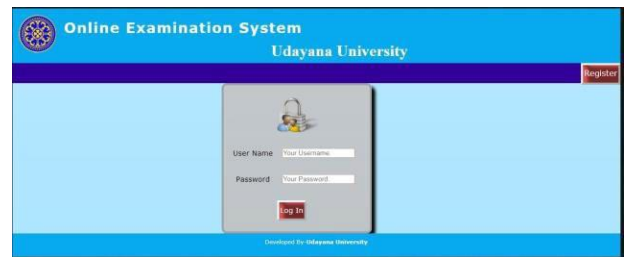 Online Examination System
Udayana University
Register
User Name
Your Username.
Password
Your Password.
Log In
Developed By Udayana University